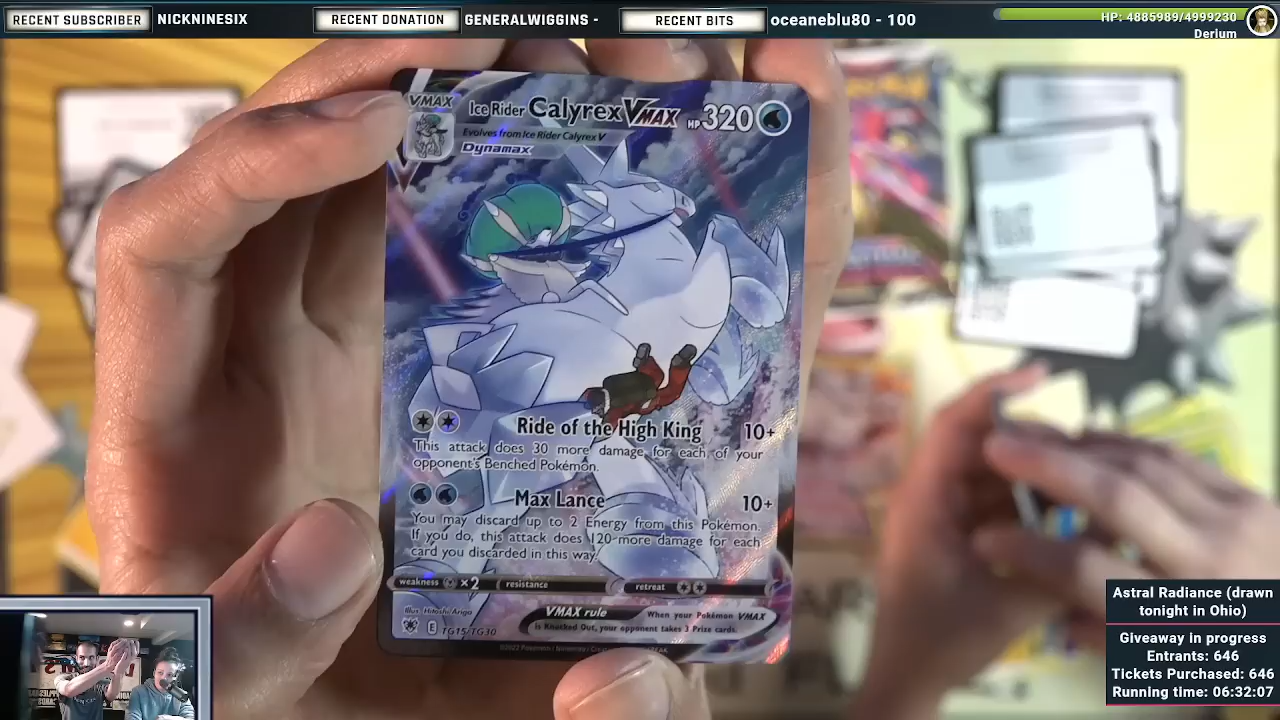 RECENT SUBSCRIBER NICKNINESIX RECENT DONATION GENERALWIGGINS - RECENT BITS oceaneblu80 - 100
HP: 4885989/4999230
Derium
VMAX Ice Rider Calyrex VMAX HP 320
Evolves from Ice Rider Calyrex V
Dynamax
Ride of the High King 10+
This attack does 30 more damage for each of your
opponent's Benched Pokémon.
Max Lance 10+
You may discard up to 2 Energy from this Pokémon.
If you do, this attack does 120 more damage for each
card you discarded in this way.
weakness ×2 resistance retreat
Illus. Hitoshi Ariga
E TG15/TG30
VMAX rule When your Pokémon VMAX
is Knocked Out, your opponent takes 3 Prize cards.
Astral Radiance (drawn
tonight in Ohio)
Giveaway in progress
Entrants: 646
Tickets Purchased: 646
Running time: 06:32:07